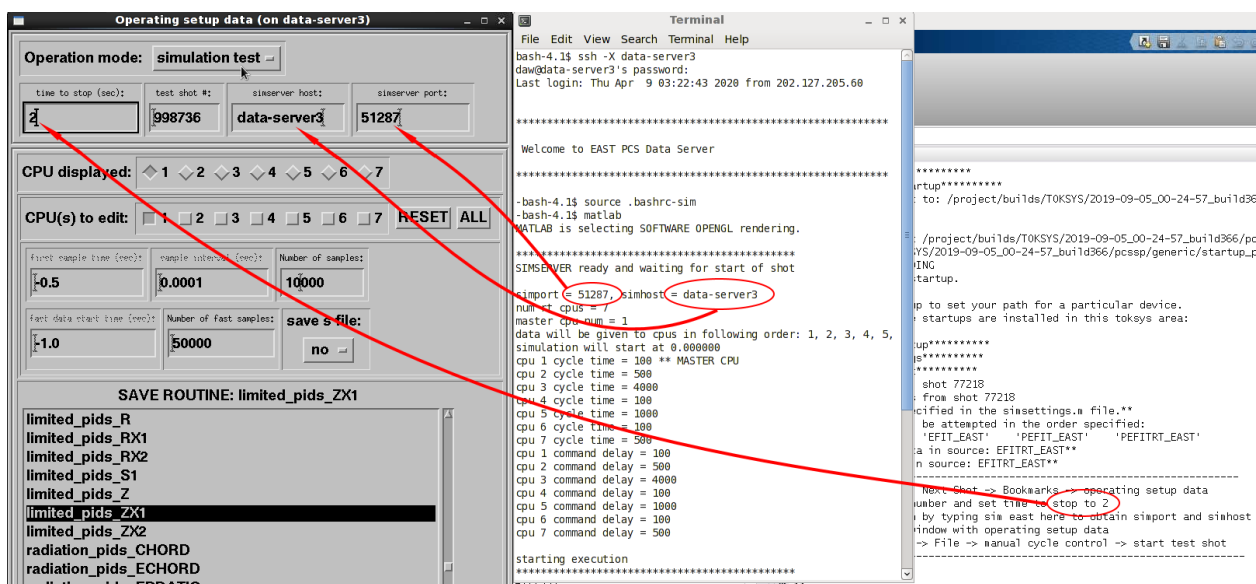 Operating setup data (on data-server3)
Operation mode: simulation test
time to stop (sec): test shot #: simserver host: simserver port:
2 998736 data-server3 51287
CPU displayed: 1 2 3 4 5 6 7
CPU(s) to edit: 1 2 3 4 5 6 7 RESET ALL
first sample time (sec): sample interval (sec): Number of samples:
-0.5 0.0001 10000
fast data start time (sec): Number of fast samples: save s file:
-1.0 50000 no
SAVE ROUTINE: limited_pids_ZX1
limited_pids_R
limited_pids_RX1
limited_pids_RX2
limited_pids_S1
limited_pids_Z
limited_pids_ZX1
limited_pids_ZX2
radiation_pids_CHORD
radiation_pids_ECHORD
Terminal
File Edit View Search Terminal Help
bash-4.1$ ssh -X data-server3
daw@data-server3's password:
Last login: Thu Apr 9 03:22:43 2020 from 202.127.205.60
************************************************************
Welcome to EAST PCS Data Server
************************************************************
-bash-4.1$ source .bashrc-sim
-bash-4.1$ matlab
MATLAB is selecting SOFTWARE OPENGL rendering.
*********************************************
SIMSERVER ready and waiting for start of shot
simport = 51287, simhost = data-server3
num rt cpus = 7
master cpu num = 1
data will be given to cpus in following order: 1, 2, 3, 4, 5,
simulation will start at 0.000000
cpu 1 cycle time = 100 ** MASTER CPU
cpu 2 cycle time = 500
cpu 3 cycle time = 4000
cpu 4 cycle time = 100
cpu 5 cycle time = 1000
cpu 6 cycle time = 100
cpu 7 cycle time = 500
cpu 1 command delay = 100
cpu 2 command delay = 500
cpu 3 command delay = 4000
cpu 4 command delay = 100
cpu 5 command delay = 1000
cpu 6 command delay = 100
cpu 7 command delay = 500
starting execution
*********************************************
*********
artup**********
to: /project/builds/TOKSYS/2019-09-05_00-24-57_build366
/project/builds/TOKSYS/2019-09-05_00-24-57_build366/pc
SYS/2019-09-05_00-24-57_build366/pcssp/generic/startup_p
ING
startup.
up to set your path for a particular device.
e startups are installed in this toksys area:
up**********
gs**********
**********
shot 77218
s from shot 77218
cified in the simsettings.m file.**
be attempted in the order specified:
'EFIT_EAST' 'PEFIT_EAST' 'PEFITRT_EAST'
ta in source: EFITRT_EAST**
n source: EFITRT_EAST**
Next Shot -> Bookmarks -> operating setup data
number and set time to stop to 2
by typing sim east here to obtain simport and simhost
window with operating setup data
-> File -> manual cycle control -> start test shot